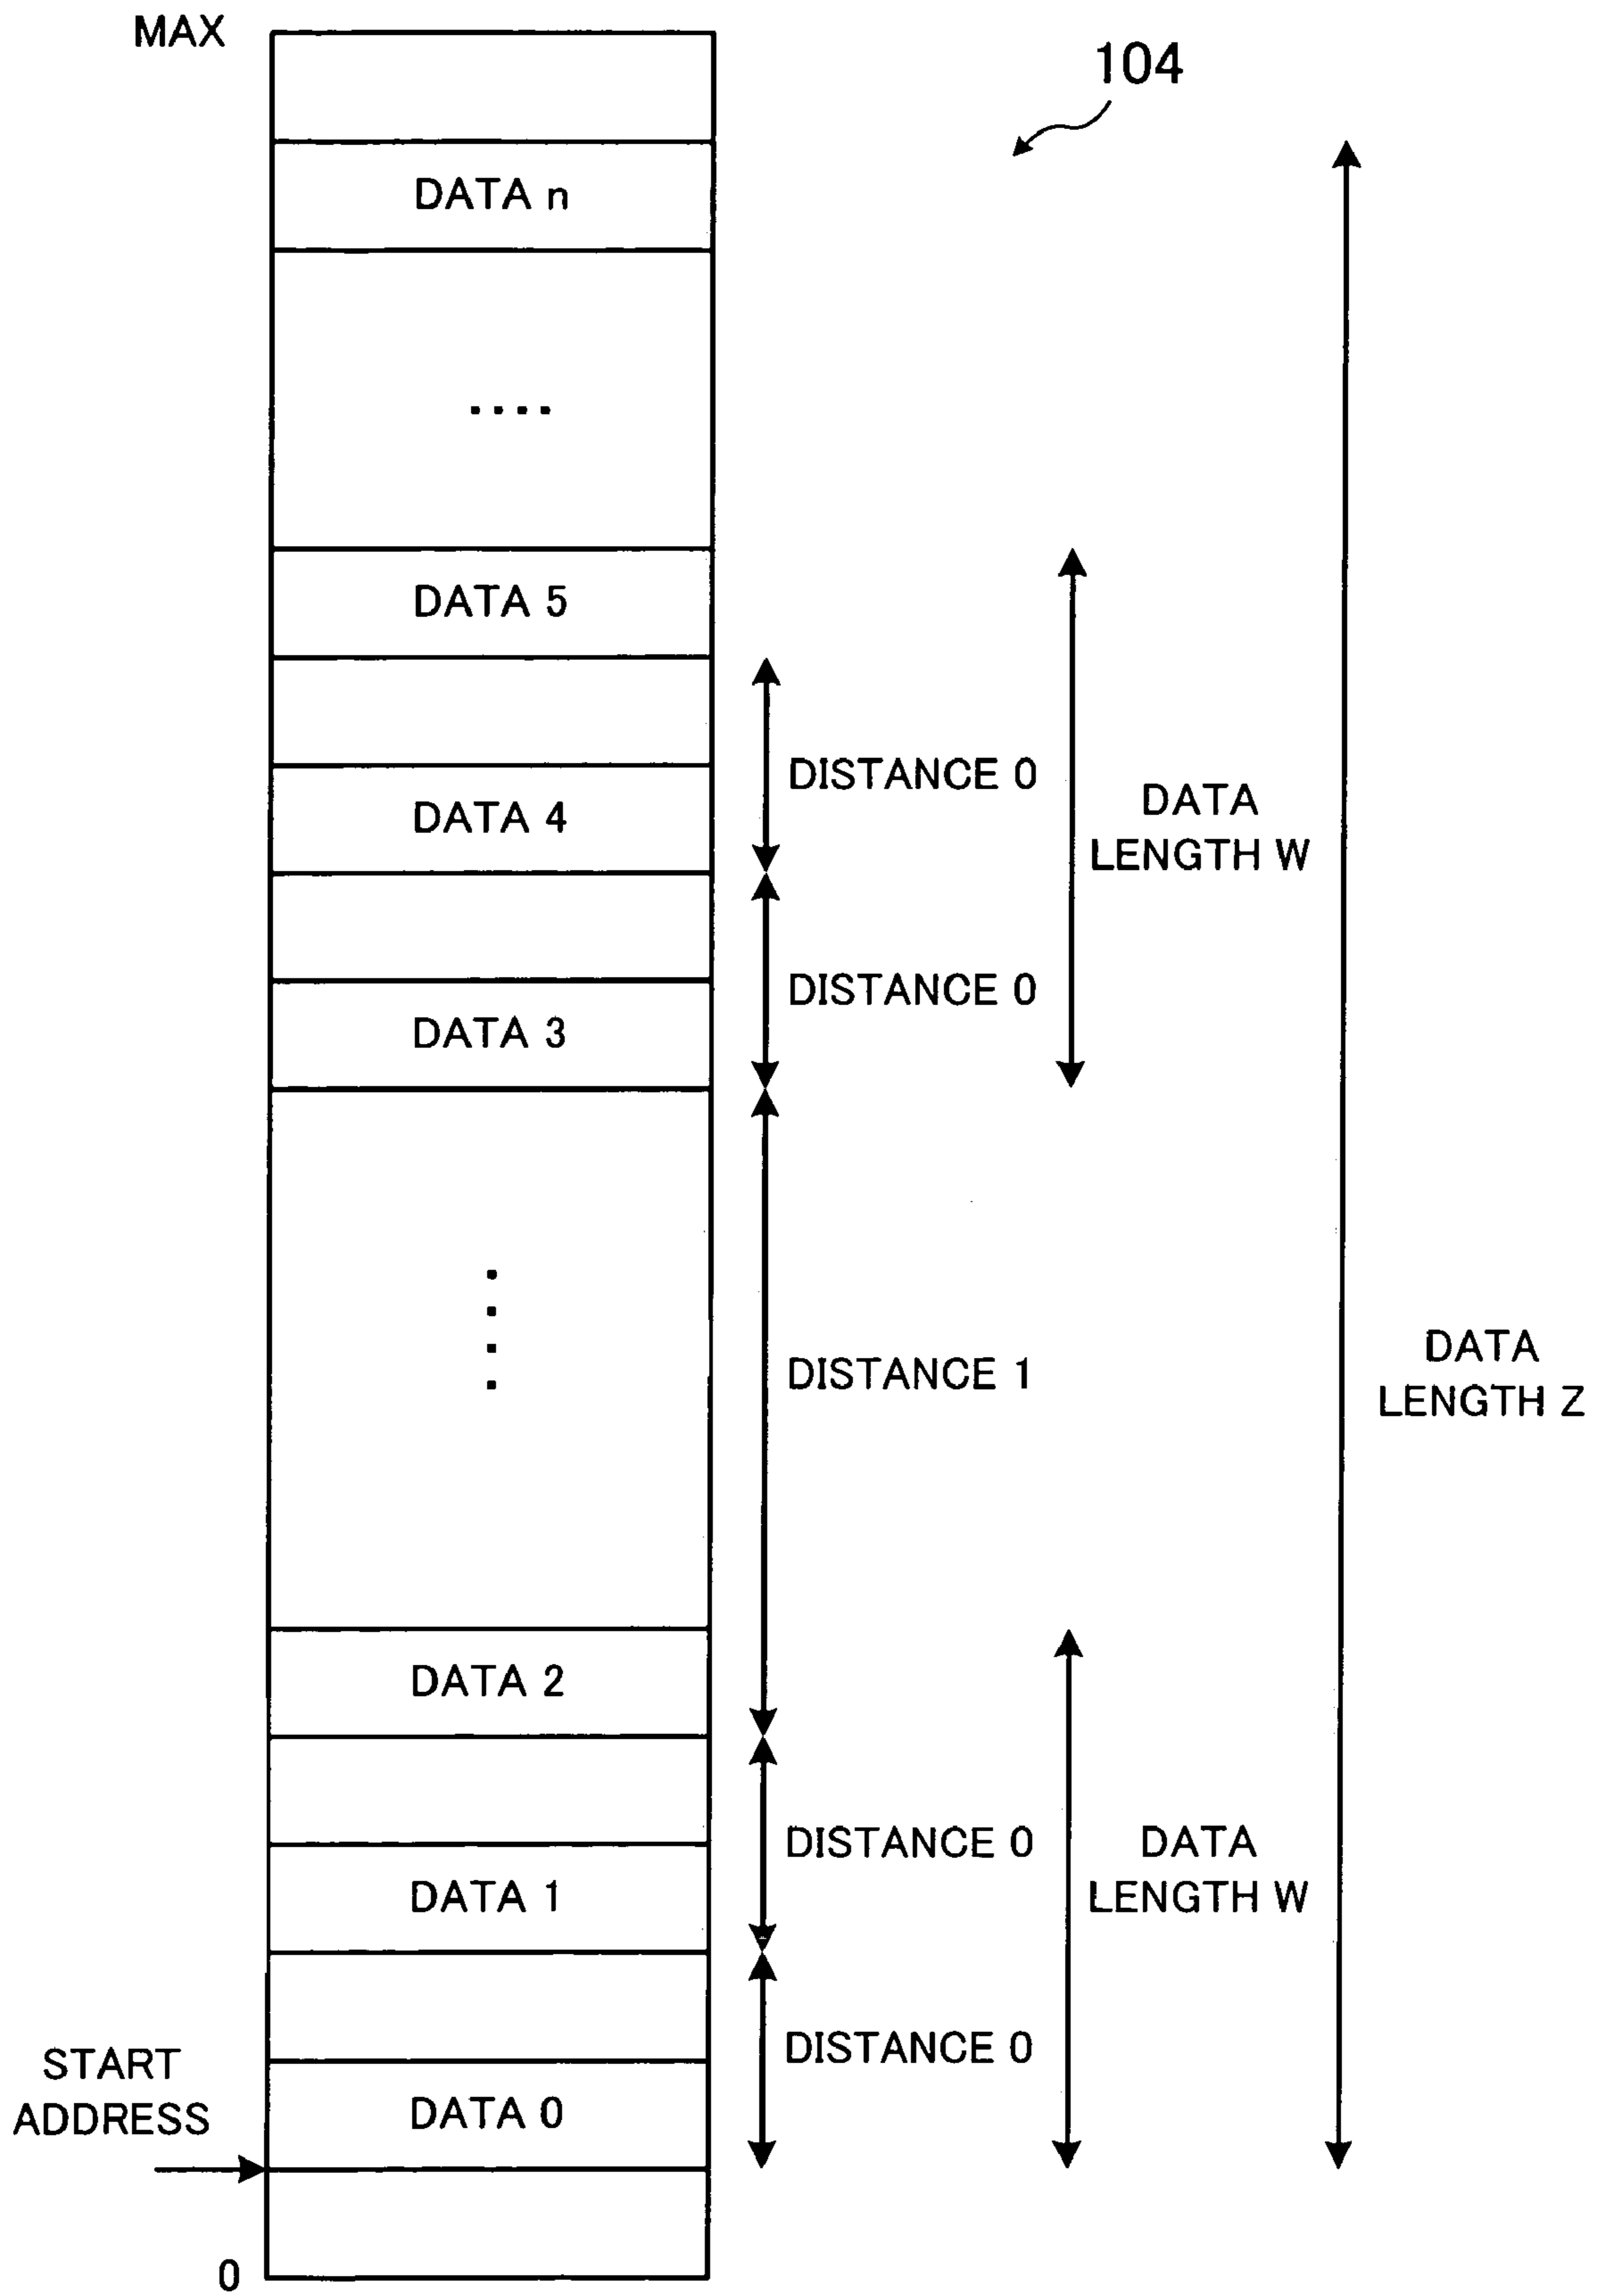 MAX
104
DATA n
....
DATA 5
DISTANCE 0
DATA
LENGTH W
DATA 4
DISTANCE 0
DATA 3
DISTANCE 1
DATA
LENGTH Z
DATA 2
DISTANCE 0
DATA
LENGTH W
DATA 1
DISTANCE 0
START
ADDRESS
DATA 0
0